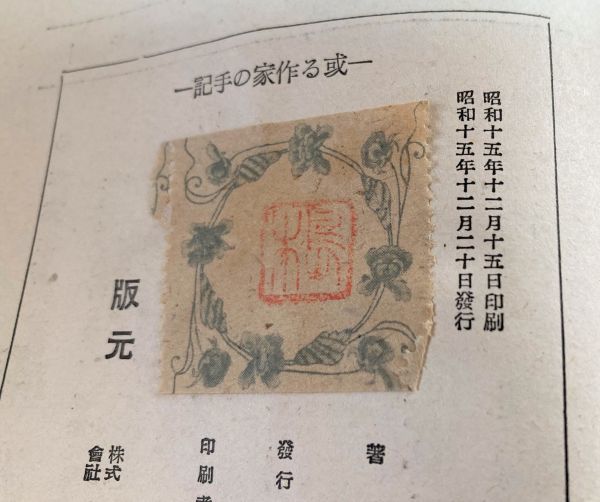 ―或る作家の手記―
昭和十五年十二月十五日印刷
昭和十五年十二月二十日發行
著
發行
印刷者
版元
株式
會社